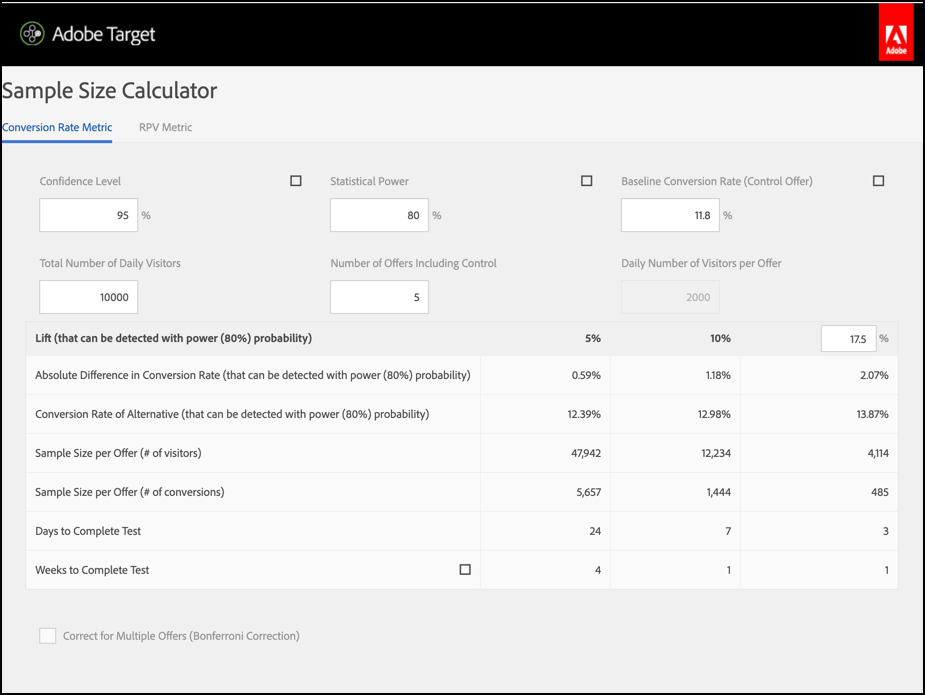 Adobe Target
Adobe
Sample Size Calculator
Conversion Rate Metric RPV Metric
Confidence Level Statistical Power Baseline Conversion Rate (Control Offer)
95 % 80 % 11.8 %
Total Number of Daily Visitors Number of Offers Including Control Daily Number of Visitors per Offer
10000 5 2000
Lift (that can be detected with power (80%) probability) 5% 10% 17.5 %
Absolute Difference in Conversion Rate (that can be detected with power (80%) probability) 0.59% 1.18% 2.07%
Conversion Rate of Alternative (that can be detected with power (80%) probability) 12.39% 12.98% 13.87%
Sample Size per Offer (# of visitors) 47,942 12,234 4,114
Sample Size per Offer (# of conversions) 5,657 1,444 485
Days to Complete Test 24 7 3
Weeks to Complete Test 4 1 1
Correct for Multiple Offers (Bonferroni Correction)